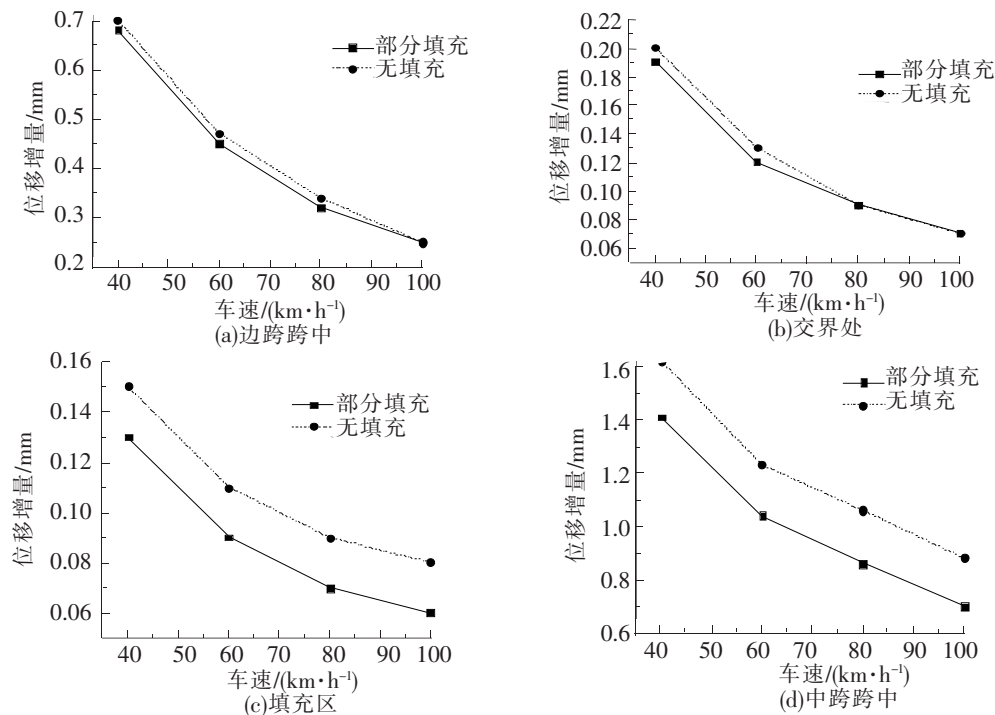 0.7
0.6
0.5
0.4
0.3
0.2
位移增量/mm
部分填充
无填充
40 50 60 70 80 90 100
车速/(km·h⁻¹)
(a)边跨跨中
0.20
0.18
0.16
0.14
0.12
0.10
0.08
0.06
位移增量/mm
部分填充
无填充
40 50 60 70 80 90 100
车速/(km·h⁻¹)
(b)交界处
0.16
0.14
0.12
0.10
0.08
0.06
位移增量/mm
部分填充
无填充
40 50 60 70 80 90 100
车速/(km·h⁻¹)
(c)填充区
1.6
1.4
1.2
1.0
0.8
0.6
位移增量/mm
部分填充
无填充
40 50 60 70 80 90 100
车速/(km·h⁻¹)
(d)中跨跨中